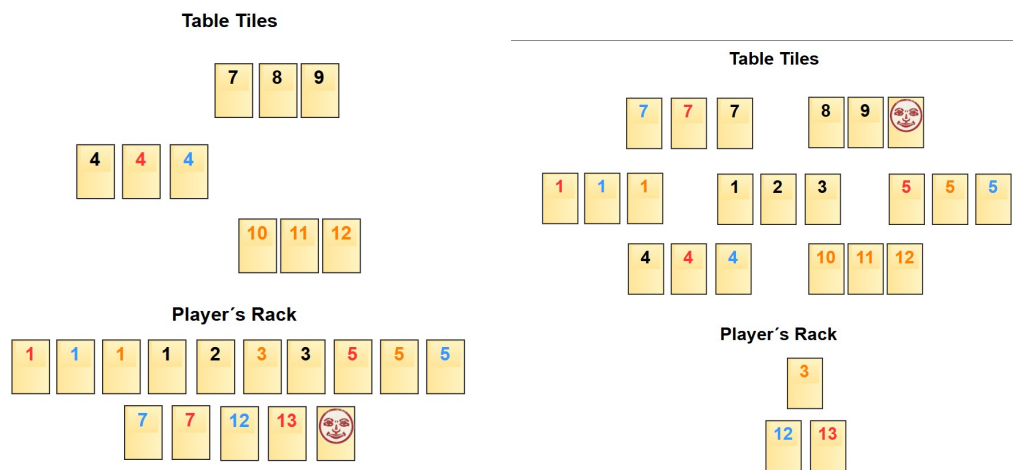 Table Tiles
7 8 9
4 4 4
10 11 12
Player´s Rack
1 1 1 1 2 3 3 5 5 5
7 7 12 13
Table Tiles
7 7 7 8 9
1 1 1 1 2 3 5 5 5
4 4 4 10 11 12
Player´s Rack
3
12 13